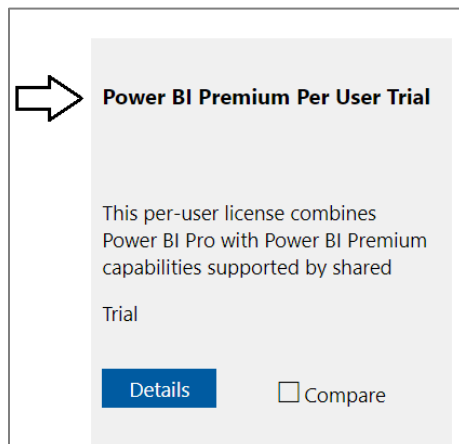 Power BI Premium Per User Trial
This per-user license combines
Power BI Pro with Power BI Premium
capabilities supported by shared
Trial
Details
Compare